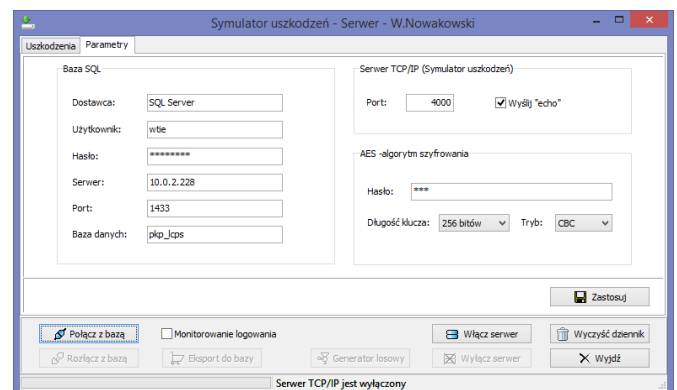 Symulator uszkodzeń - Serwer - W.Nowakowski
Uszkodzenia Parametry
Baza SQL
Dostawca: SQL Server
Użytkownik: wtie
Hasło: ********
Serwer: 10.0.2.228
Port: 1433
Baza danych: pkp_lcps
Serwer TCP/IP (Symulator uszkodzeń)
Port: 4000 Wyślij "echo"
AES -algorytm szyfrowania
Hasło: ***
Długość klucza: 256 bitów Tryb: CBC
Zastosuj
Połącz z bazą Monitorowanie logowania Włącz serwer Wyczyść dziennik
Rozłącz z bazą Eksport do bazy Generator losowy Wyłącz serwer Wyjdź
Serwer TCP/IP jest wyłączony